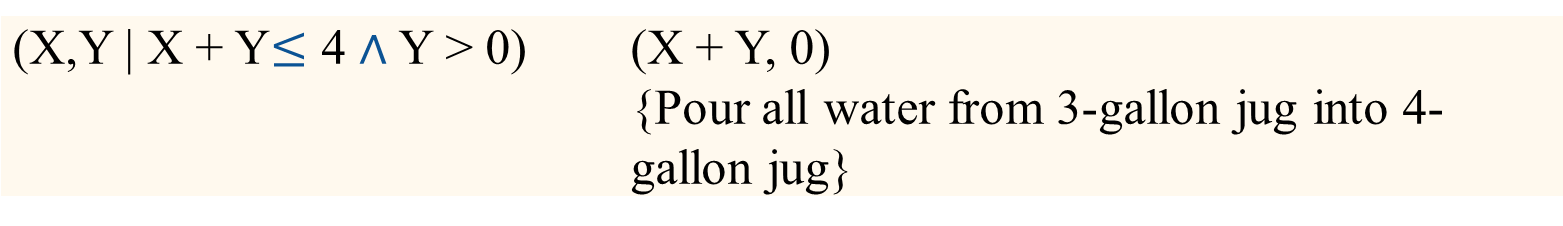 (X,Y | X + Y≤ 4 ∧ Y > 0) (X + Y, 0)
{Pour all water from 3-gallon jug into 4-
gallon jug}